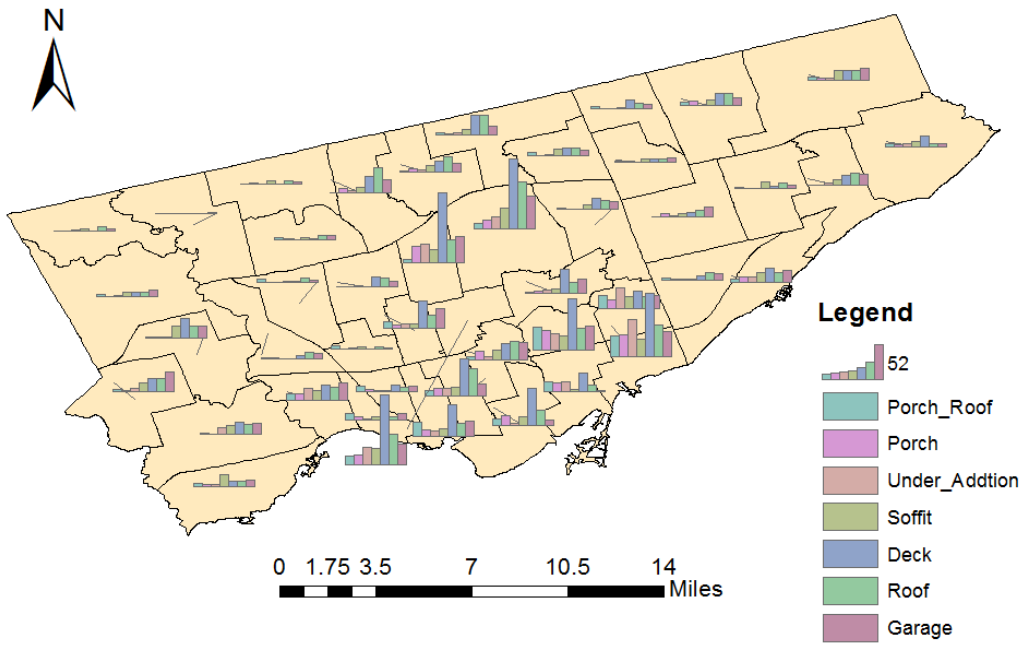 N
Legend
52
Porch_Roof
Porch
Under_Addtion
Soffit
Deck
Roof
Garage
0 1.75 3.5 7 10.5 14
Miles